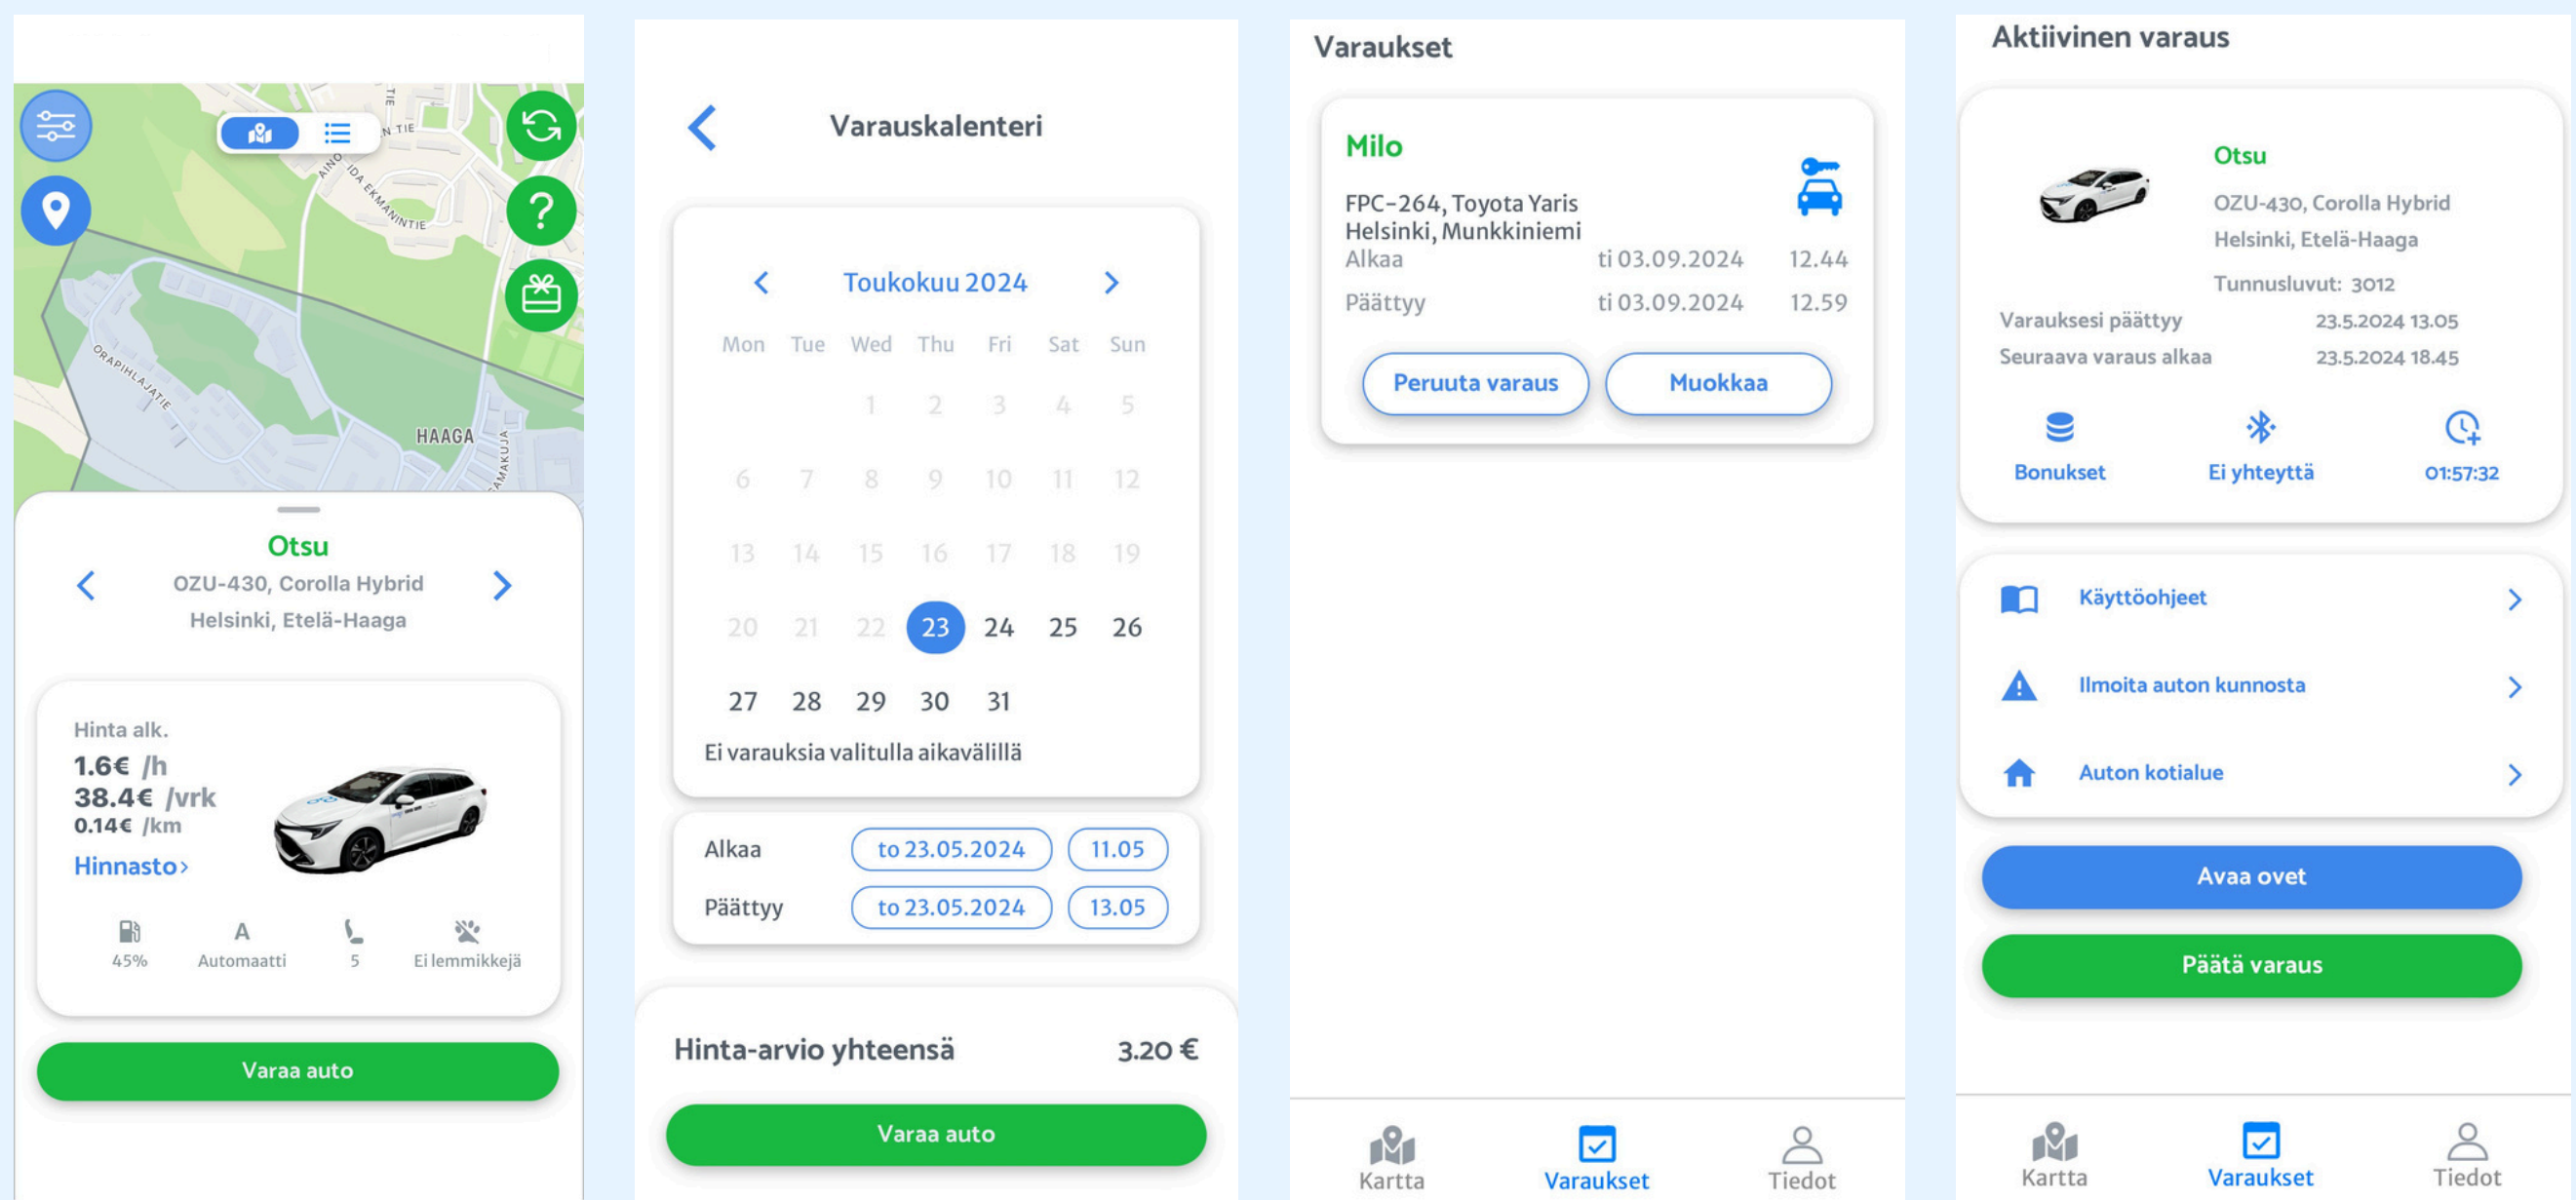 TIE
N TIE
AINO
IDA EKMANINTIE
ORAPIHLAJATIE
HAAGA
SAMAKUJA
Otsu
OZU-430, Corolla Hybrid
Helsinki, Etelä-Haaga
Hinta alk.
1.6€ /h
38.4€ /vrk
0.14€ /km
Hinnasto>
45%
A
Automaatti
5
Ei lemmikkejä
Varaa auto
Varauskalenteri
Toukokuu 2024
Mon Tue Wed Thu Fri Sat Sun
1 2 3 4 5
6 7 8 9 10 11 12
13 14 15 16 17 18 19
20 21 22 23 24 25 26
27 28 29 30 31
Ei varauksia valitulla aikavälillä
Alkaa to 23.05.2024 11.05
Päättyy to 23.05.2024 13.05
Hinta-arvio yhteensä 3.20 €
Varaa auto
Varaukset
Milo
FPC-264, Toyota Yaris
Helsinki, Munkkiniemi
Alkaa ti 03.09.2024 12.44
Päättyy ti 03.09.2024 12.59
Peruuta varaus Muokkaa
Kartta Varaukset Tiedot
Aktiivinen varaus
Otsu
OZU-430, Corolla Hybrid
Helsinki, Etelä-Haaga
Tunnusluvut: 3012
Varauksesi päättyy 23.5.2024 13.05
Seuraava varaus alkaa 23.5.2024 18.45
Bonukset Ei yhteyttä 01:57:32
Käyttöohjeet
Ilmoita auton kunnosta
Auton kotialue
Avaa ovet
Päätä varaus
Kartta Varaukset Tiedot